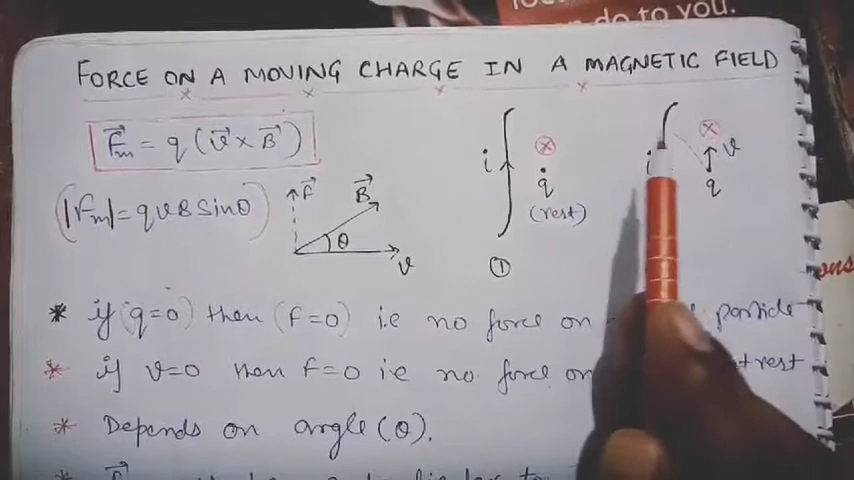 do to you.
FORCE ON A MOVING CHARGE IN A MAGNETIC FIELD
F⃗m = q (v⃗ × B⃗)
|Fm| = qvB Sinθ
F⃗ B⃗ θ v
i q (rest)
①
i v q
* if (q=0) then (F=0) i.e no force on particle
* if v=0 then F=0 i.e no force on at rest
* Depends on angle (θ).